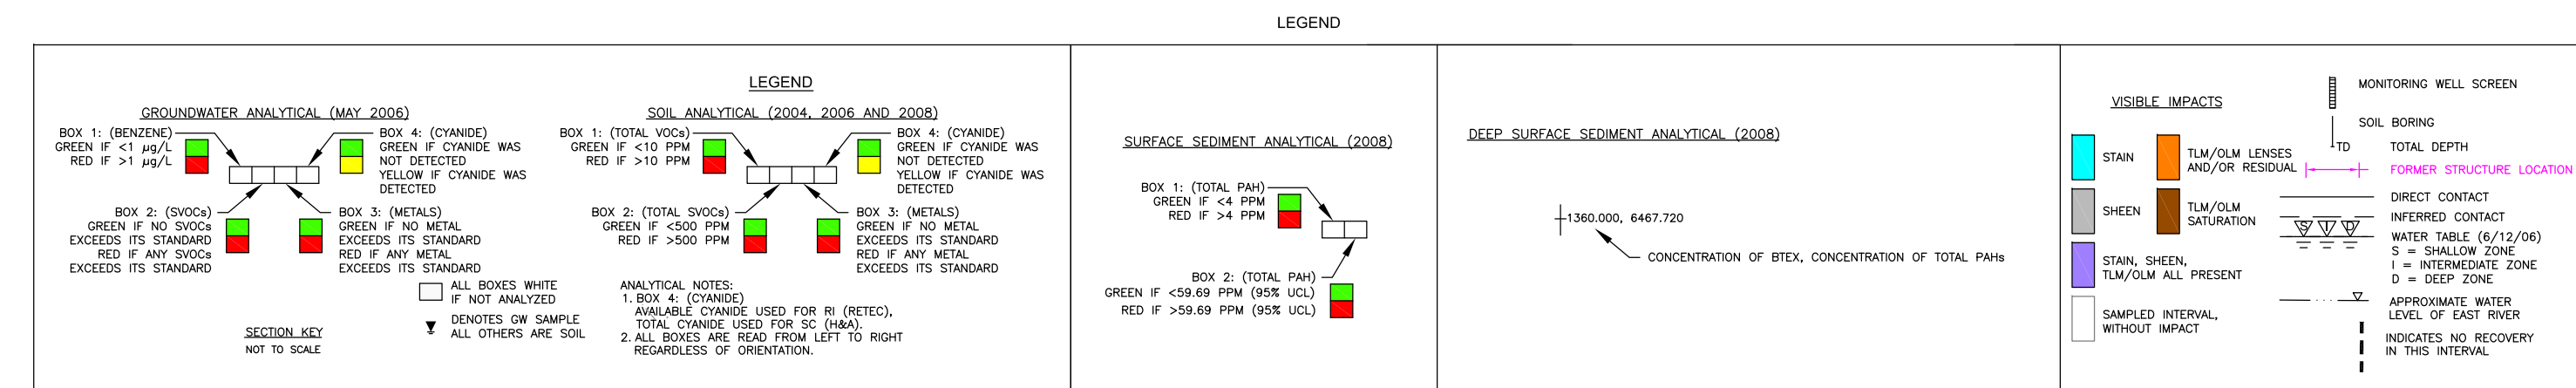 LEGEND
LEGEND
GROUNDWATER ANALYTICAL (MAY 2006)
BOX 1: (BENZENE)
GREEN IF <1 µg/L
RED IF >1 µg/L
BOX 4: (CYANIDE)
GREEN IF CYANIDE WAS
NOT DETECTED
YELLOW IF CYANIDE WAS
DETECTED
BOX 2: (SVOCs)
GREEN IF NO SVOCs
EXCEEDS ITS STANDARD
RED IF ANY SVOCs
EXCEEDS ITS STANDARD
BOX 3: (METALS)
GREEN IF NO METAL
EXCEEDS ITS STANDARD
RED IF ANY METAL
EXCEEDS ITS STANDARD
ALL BOXES WHITE
IF NOT ANALYZED
DENOTES GW SAMPLE
ALL OTHERS ARE SOIL
SECTION KEY
NOT TO SCALE
SOIL ANALYTICAL (2004, 2006 AND 2008)
BOX 1: (TOTAL VOCs)
GREEN IF <10 PPM
RED IF >10 PPM
BOX 4: (CYANIDE)
GREEN IF CYANIDE WAS
NOT DETECTED
YELLOW IF CYANIDE WAS
DETECTED
BOX 2: (TOTAL SVOCs)
GREEN IF <500 PPM
RED IF >500 PPM
BOX 3: (METALS)
GREEN IF NO METAL
EXCEEDS ITS STANDARD
RED IF ANY METAL
EXCEEDS ITS STANDARD
ANALYTICAL NOTES:
1. BOX 4: (CYANIDE)
AVAILABLE CYANIDE USED FOR RI (RETEC),
TOTAL CYANIDE USED FOR SC (H&A).
2. ALL BOXES ARE READ FROM LEFT TO RIGHT
REGARDLESS OF ORIENTATION.
SURFACE SEDIMENT ANALYTICAL (2008)
BOX 1: (TOTAL PAH)
GREEN IF <4 PPM
RED IF >4 PPM
BOX 2: (TOTAL PAH)
GREEN IF <59.69 PPM (95% UCL)
RED IF >59.69 PPM (95% UCL)
DEEP SURFACE SEDIMENT ANALYTICAL (2008)
1360.000, 6467.720
CONCENTRATION OF BTEX, CONCENTRATION OF TOTAL PAHs
VISIBLE IMPACTS
STAIN
TLM/OLM LENSES
AND/OR RESIDUAL
SHEEN
TLM/OLM
SATURATION
STAIN, SHEEN,
TLM/OLM ALL PRESENT
SAMPLED INTERVAL,
WITHOUT IMPACT
MONITORING WELL SCREEN
SOIL BORING
TD TOTAL DEPTH
FORMER STRUCTURE LOCATION
DIRECT CONTACT
INFERRED CONTACT
S I D
WATER TABLE (6/12/06)
S = SHALLOW ZONE
I = INTERMEDIATE ZONE
D = DEEP ZONE
APPROXIMATE WATER
LEVEL OF EAST RIVER
INDICATES NO RECOVERY
IN THIS INTERVAL